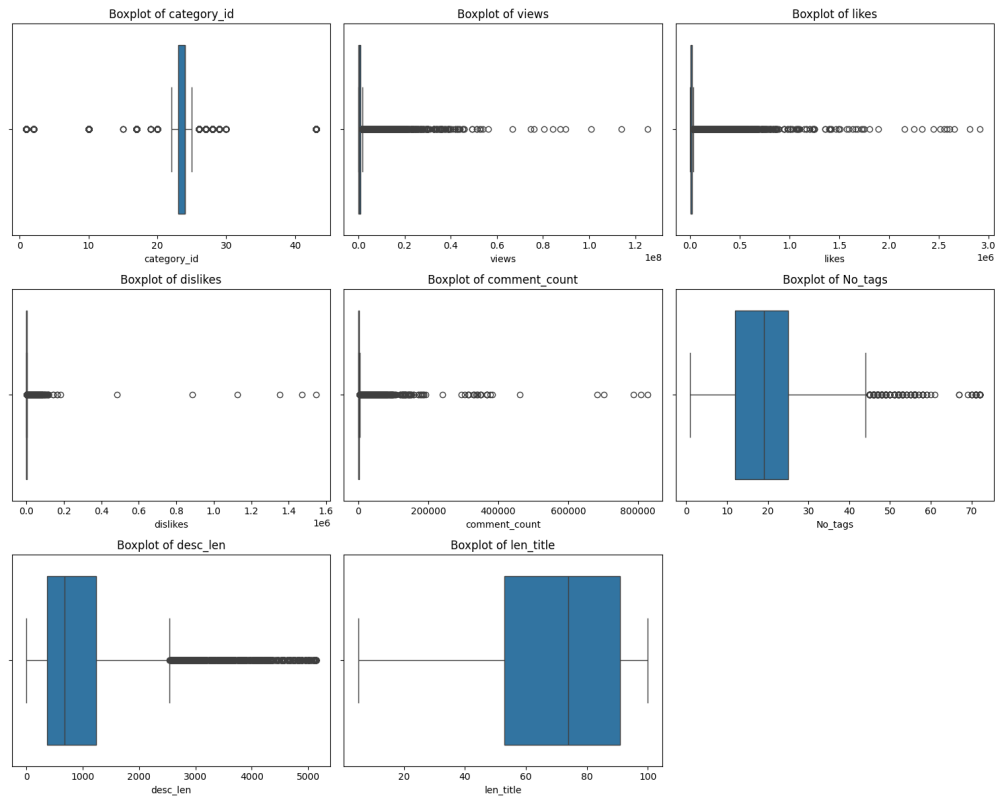 Boxplot of category_id
Boxplot of views
Boxplot of likes
0 10 20 30 40
0.0 0.2 0.4 0.6 0.8 1.0 1.2
0.0 0.5 1.0 1.5 2.0 2.5 3.0
category_id
views
1e8
likes
1e6
Boxplot of dislikes
Boxplot of comment_count
Boxplot of No_tags
0.0 0.2 0.4 0.6 0.8 1.0 1.2 1.4 1.6
0 200000 400000 600000 800000
0 10 20 30 40 50 60 70
dislikes
1e6
comment_count
No_tags
Boxplot of desc_len
Boxplot of len_title
0 1000 2000 3000 4000 5000
20 40 60 80 100
desc_len
len_title